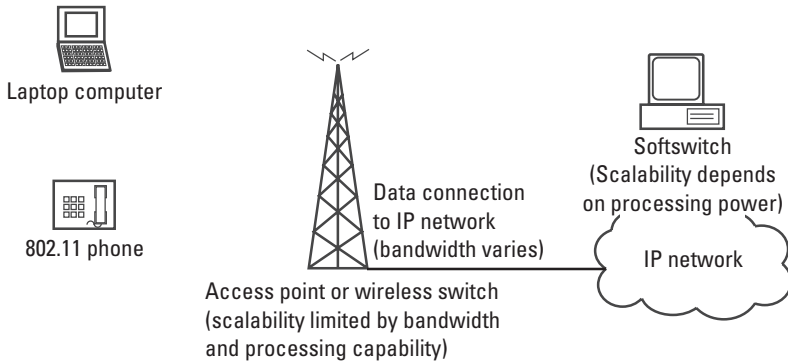 Laptop computer
802.11 phone
Data connection
to IP network
(bandwidth varies)
Access point or wireless switch
(scalability limited by bandwidth
and processing capability)
Softswitch
(Scalability depends
on processing power)
IP network